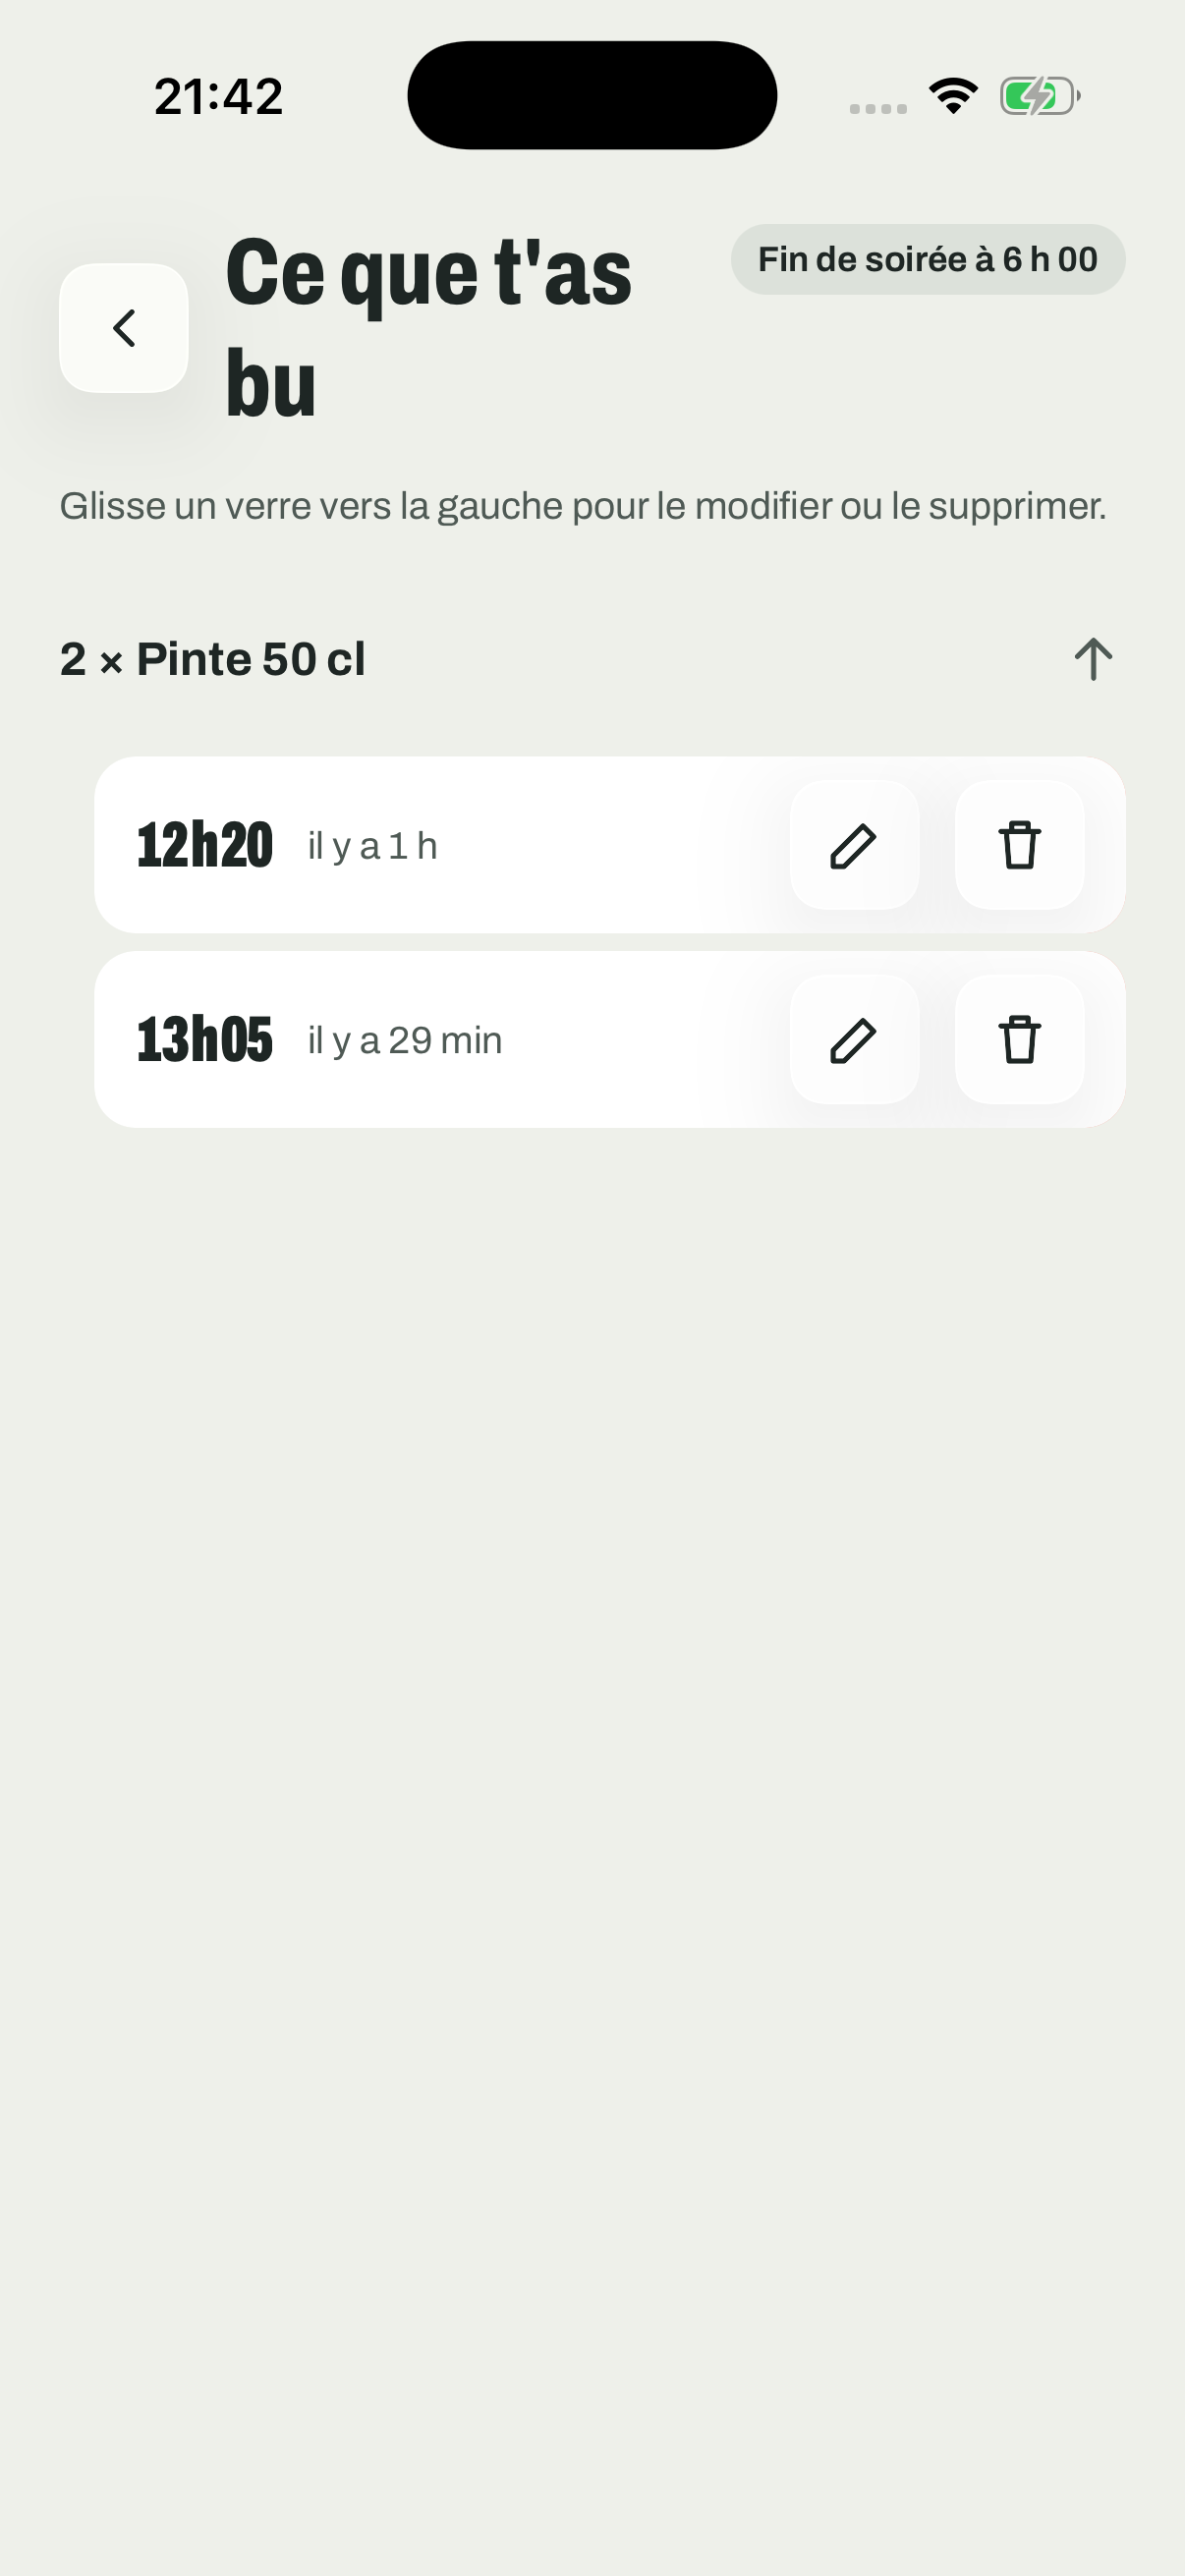 21:42
Ce que t'as
bu
Fin de soirée à 6 h 00
Glisse un verre vers la gauche pour le modifier ou le supprimer.
2 × Pinte 50 cl
12h20 il y a 1 h
13h05 il y a 29 min